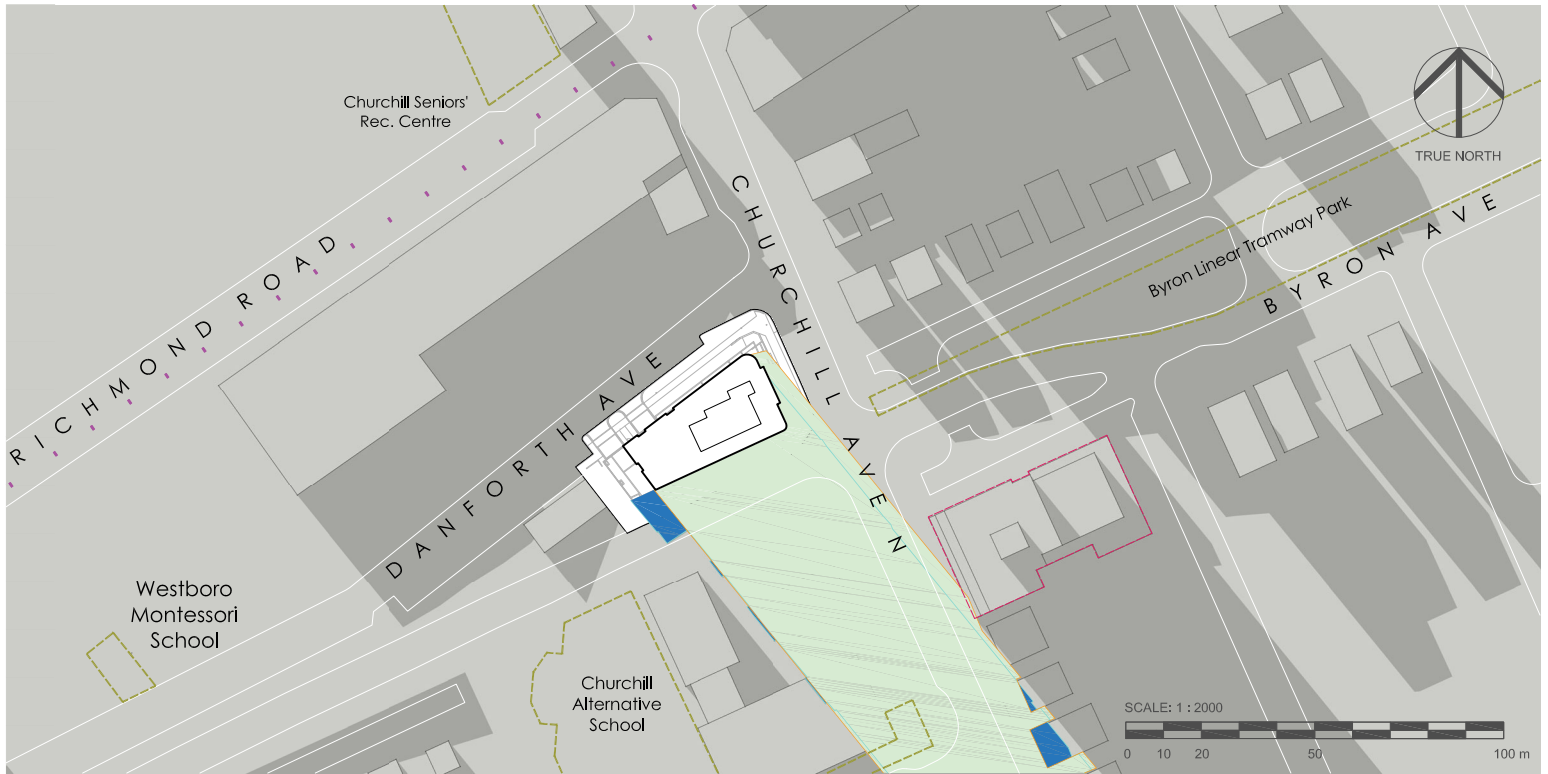 Churchill Seniors'
Rec. Centre
TRUE NORTH
CHURCHILL AVE N
RICHMOND ROAD
Byron Linear Tramway Park
BYRON AVE
DANFORTH AVE
Westboro
Montessori
School
Churchill
Alternative
School
SCALE: 1 : 2000
0 10 20 50 100 m